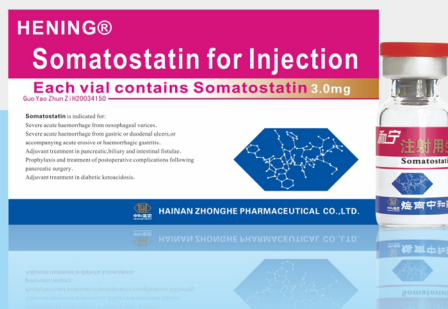 HENING®
Somatostatin for Injection
Each vial contains Somatostatin 3.0mg
Guo Yao Zhun Zi H20034150
Somatostatin is indicated for:
Severe acute haemorrhage from oesophageal varices.
Severe acute haemorrhage from gastric or duodenal ulcers,or
accompanying acute erosive or haemorrhagic gastritis.
Adjuvant treatment in pancreatic,biliary and intestinal fistulae.
Prophylaxis and treatment of postoperative complications following
pancreatic surgery.
Adjuvant treatment in diabetic ketoacidosis.
HAINAN ZHONGHE PHARMACEUTICAL CO.,LTD.
和宁
注射用
Somatosta
海南中和